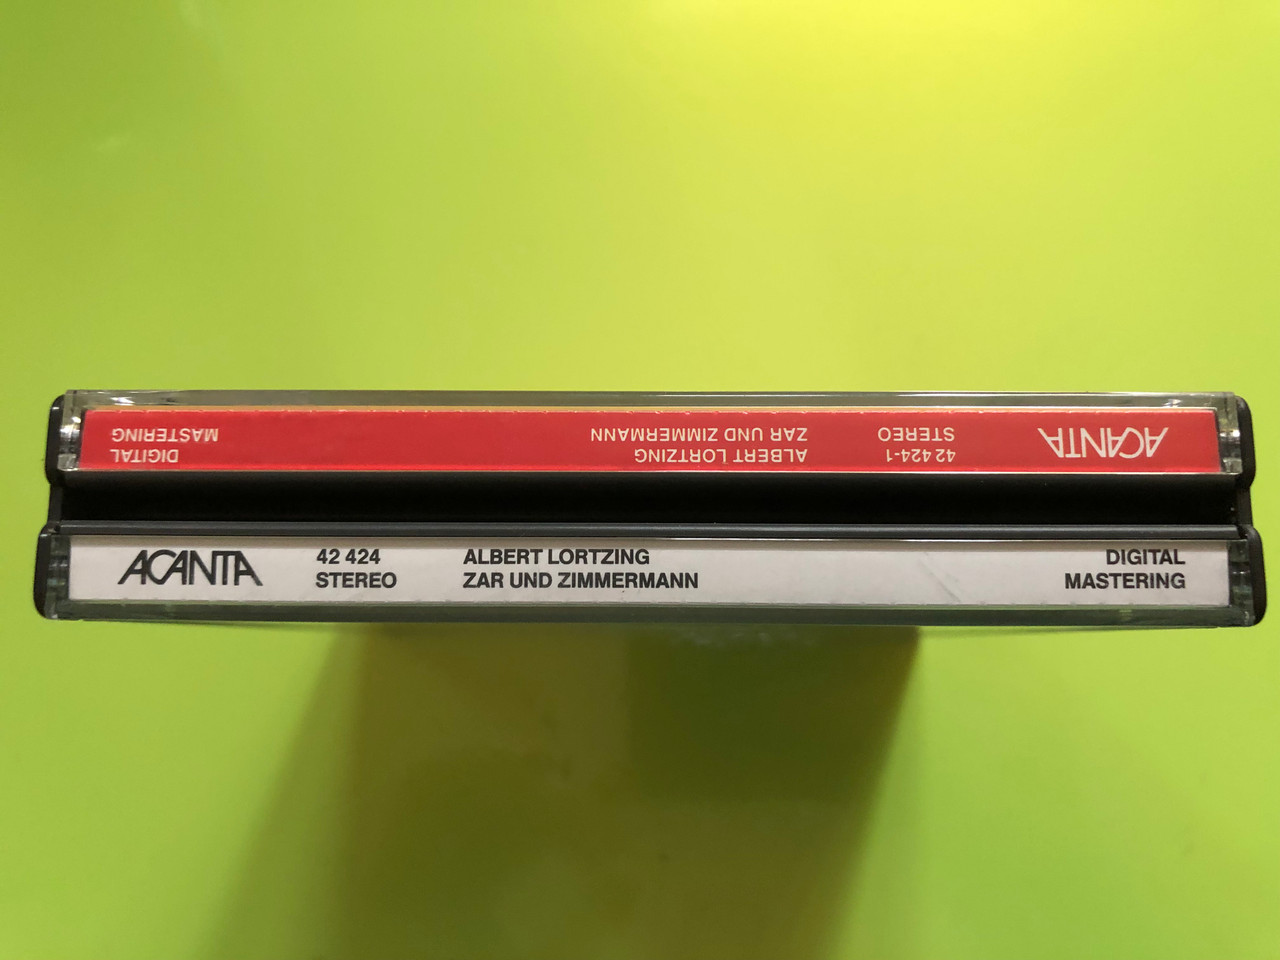 ACANTA
42 424-1
STEREO
ALBERT LORTZING
ZAR UND ZIMMERMANN
DIGITAL
MASTERING
ACANTA
42 424
STEREO
ALBERT LORTZING
ZAR UND ZIMMERMANN
DIGITAL
MASTERING